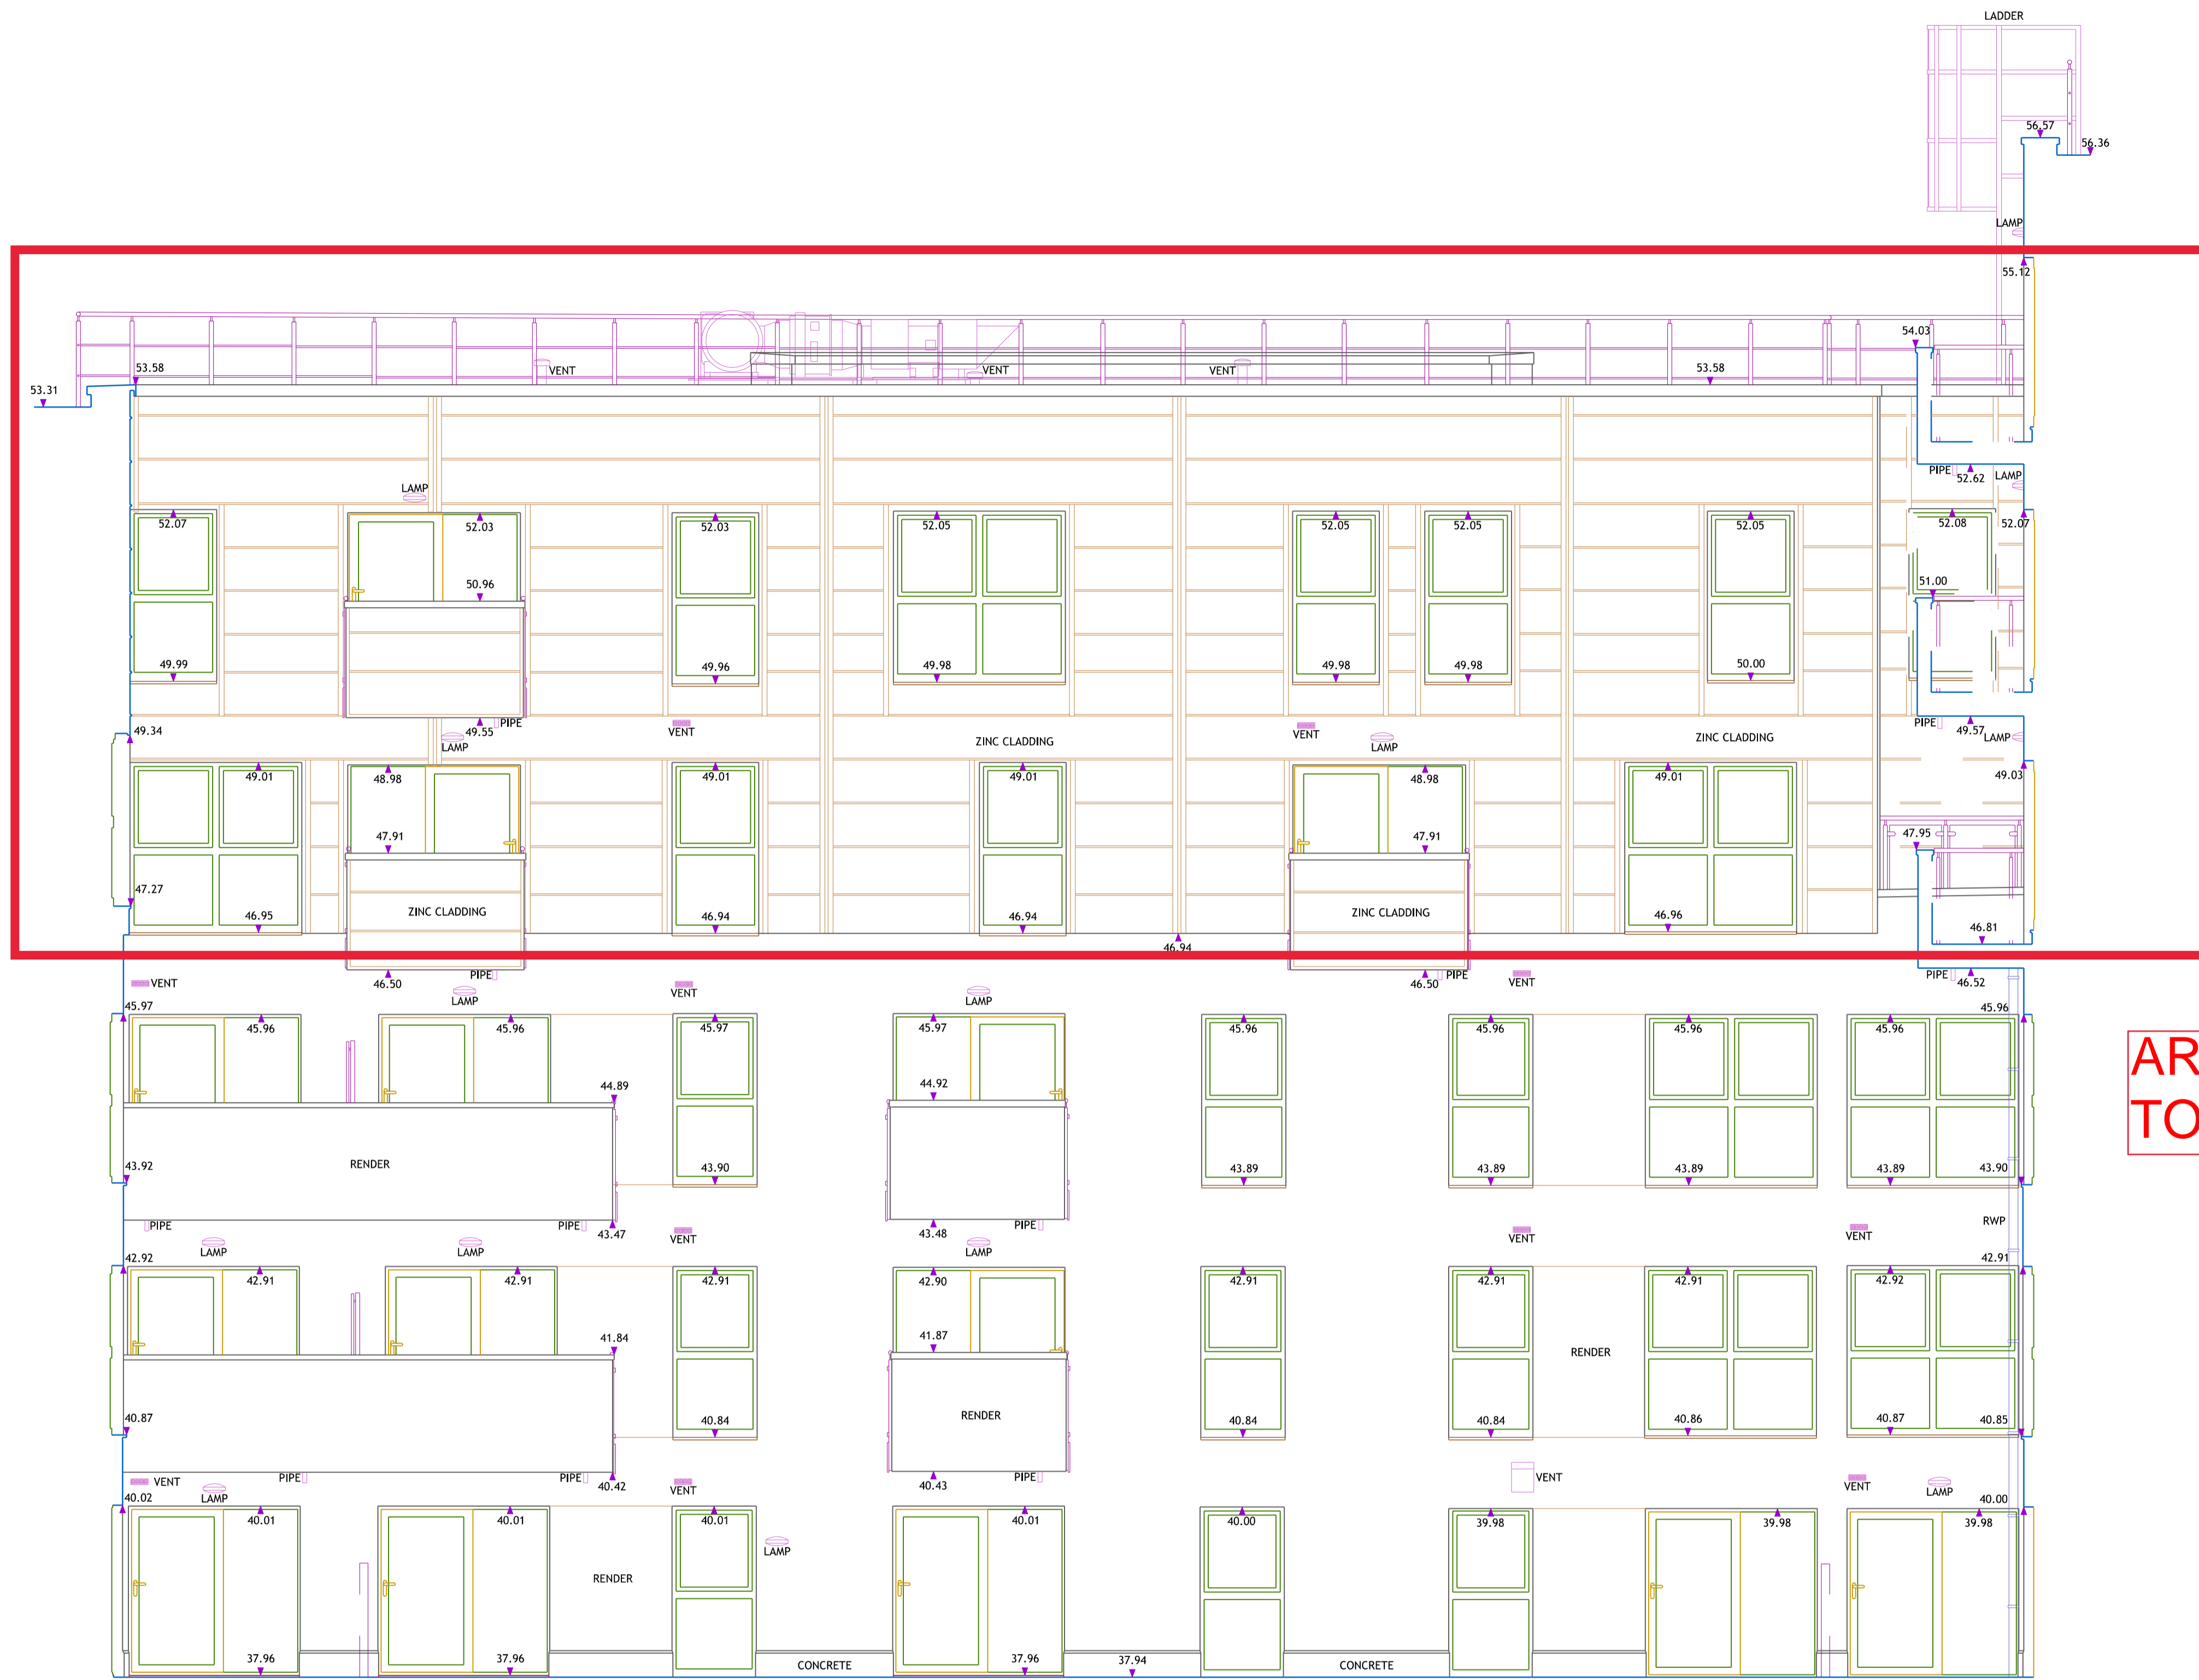 LADDER
56.57
56.36
LAMP
55.12
54.03
53.58
VENT
VENT
VENT
53.58
53.31
PIPE
52.62
LAMP
LAMP
52.07
52.03
52.03
52.05
52.05
52.05
52.05
52.08
52.07
50.96
51.00
49.99
49.96
49.98
49.98
49.98
50.00
49.34
49.55
PIPE
VENT
VENT
PIPE
49.57
LAMP
LAMP
ZINC CLADDING
LAMP
ZINC CLADDING
49.01
48.98
49.01
49.01
48.98
49.01
49.03
47.91
47.91
47.95
47.27
46.95
ZINC CLADDING
46.94
46.94
ZINC CLADDING
46.96
46.81
46.94
46.50
PIPE
46.50
PIPE
PIPE
46.52
VENT
LAMP
VENT
LAMP
VENT
45.97
45.96
45.96
45.97
45.97
45.96
45.96
45.96
45.96
45.96
AR
TO
44.89
44.92
43.92
RENDER
43.90
43.89
43.89
43.89
43.89
43.90
PIPE
PIPE
43.47
VENT
43.48
PIPE
VENT
VENT
RWP
LAMP
LAMP
LAMP
42.92
42.91
42.91
42.91
42.90
42.91
42.91
42.91
42.92
42.91
41.84
41.87
RENDER
40.87
40.84
RENDER
40.84
40.84
40.86
40.87
40.85
VENT
PIPE
PIPE
40.42
VENT
40.43
PIPE
VENT
VENT
LAMP
LAMP
40.02
40.01
40.01
40.01
40.01
40.00
39.98
39.98
39.98
40.00
LAMP
RENDER
37.96
37.96
CONCRETE
37.96
37.94
CONCRETE